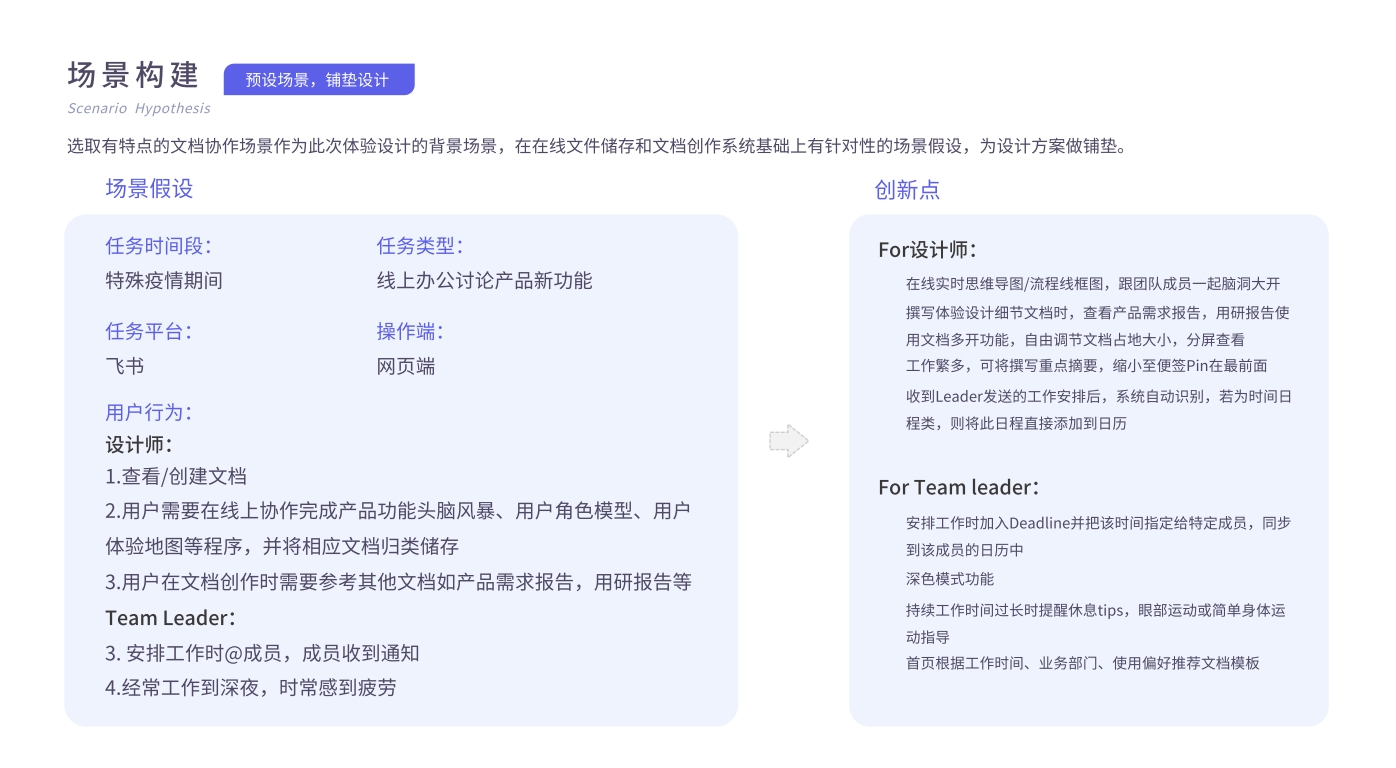 场景构建
预设场景，铺垫设计
Scenario Hypothesis
选取有特点的文档协作场景作为此次体验设计的背景场景，在在线文件储存和文档创作系统基础上有针对性的场景假设，为设计方案做铺垫。
场景假设
任务时间段：
任务类型：
特殊疫情期间
线上办公讨论产品新功能
任务平台：
操作端：
飞书
网页端
用户行为：
设计师：
1.查看/创建文档
2.用户需要在线上协作完成产品功能头脑风暴、用户角色模型、用户
体验地图等程序，并将相应文档归类储存
3.用户在文档创作时需要参考其他文档如产品需求报告，用研报告等
Team Leader：
3. 安排工作时@成员，成员收到通知
4.经常工作到深夜，时常感到疲劳
创新点
For设计师：
在线实时思维导图/流程线框图，跟团队成员一起脑洞大开
撰写体验设计细节文档时，查看产品需求报告，用研报告使
用文档多开功能，自由调节文档占地大小，分屏查看
工作繁多，可将撰写重点摘要，缩小至便签Pin在最前面
收到Leader发送的工作安排后，系统自动识别，若为时间日
程类，则将此日程直接添加到日历
For Team leader：
安排工作时加入Deadline并把该时间指定给特定成员，同步
到该成员的日历中
深色模式功能
持续工作时间过长时提醒休息tips，眼部运动或简单身体运
动指导
首页根据工作时间、业务部门、使用偏好推荐文档模板